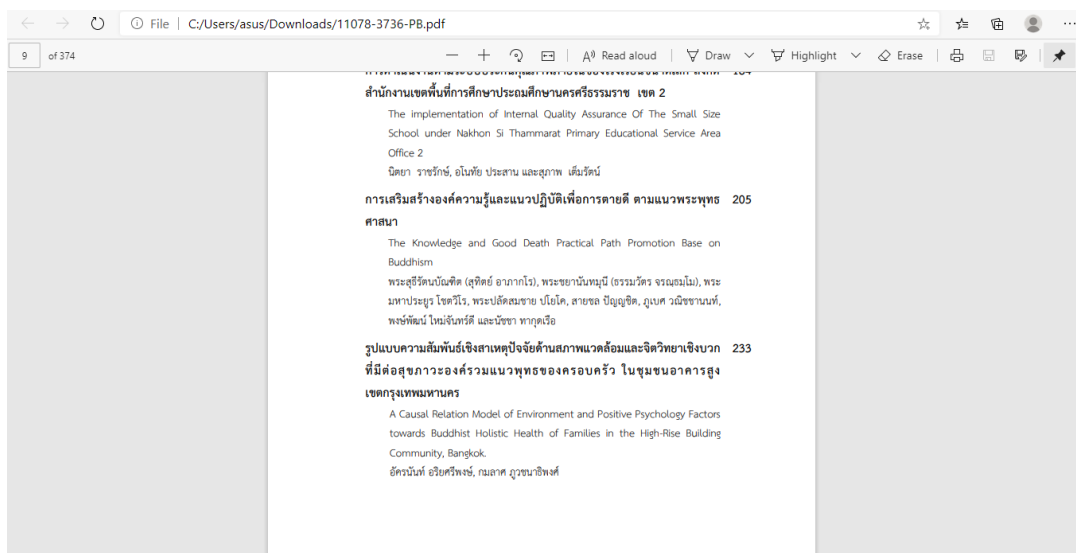 File | C:/Users/asus/Downloads/11078-3736-PB.pdf
9 of 374 Read aloud Draw Highlight Erase
สำนักงานเขตพื้นที่การศึกษาประถมศึกษานครศรีธรรมราช เขต 2
The implementation of Internal Quality Assurance Of The Small Size
School under Nakhon Si Thammarat Primary Educational Service Area
Office 2
นิตยา ราชรักษ์, อโนทัย ประสาน และสุภาพ เต็มรัตน์
การเสริมสร้างองค์ความรู้และแนวปฏิบัติเพื่อการตายดี ตามแนวพระพุทธ 205
ศาสนา
The Knowledge and Good Death Practical Path Promotion Base on
Buddhism
พระสุธีรัตนบัณฑิต (สุทิตย์ อาภากโร), พระชยานันทมุนี (ธรรมวัตร จรณธมฺโม), พระ
มหาประยูร โชติวโร, พระปลัดสมชาย ปโยโค, สายชล ปัญญชิต, ภูเบศ วณิชชานนท์,
พงษ์พัฒน์ ใหม่จันทร์ดี และนัชชา ทากุดเรือ
รูปแบบความสัมพันธ์เชิงสาเหตุปัจจัยด้านสภาพแวดล้อมและจิตวิทยาเชิงบวก 233
ที่มีต่อสุขภาวะองค์รวมแนวพุทธของครอบครัว ในชุมชนอาคารสูง
เขตกรุงเทพมหานคร
A Causal Relation Model of Environment and Positive Psychology Factors
towards Buddhist Holistic Health of Families in the High-Rise Building
Community, Bangkok.
อัครนันท์ อริยศรีพงษ์, กมลาศ ภูวชนาธิพงศ์